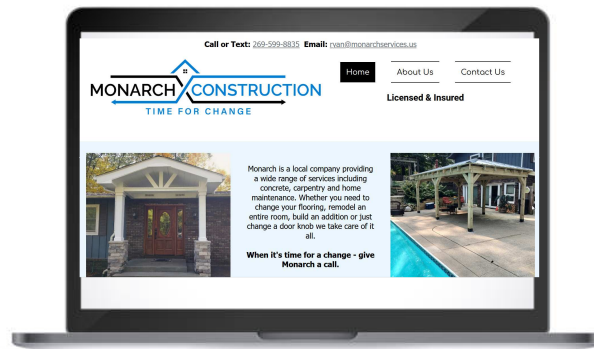 Call or Text: 269-599-8835 Email: ryan@monarchservices.us
MONARCH CONSTRUCTION
TIME FOR CHANGE
Home About Us Contact Us
Licensed & Insured
Monarch is a local company providing
a wide range of services including
concrete, carpentry and home
maintenance. Whether you need to
change your flooring, remodel an
entire room, build an addition or just
change a door knob we take care of it
all.
When it's time for a change - give
Monarch a call.